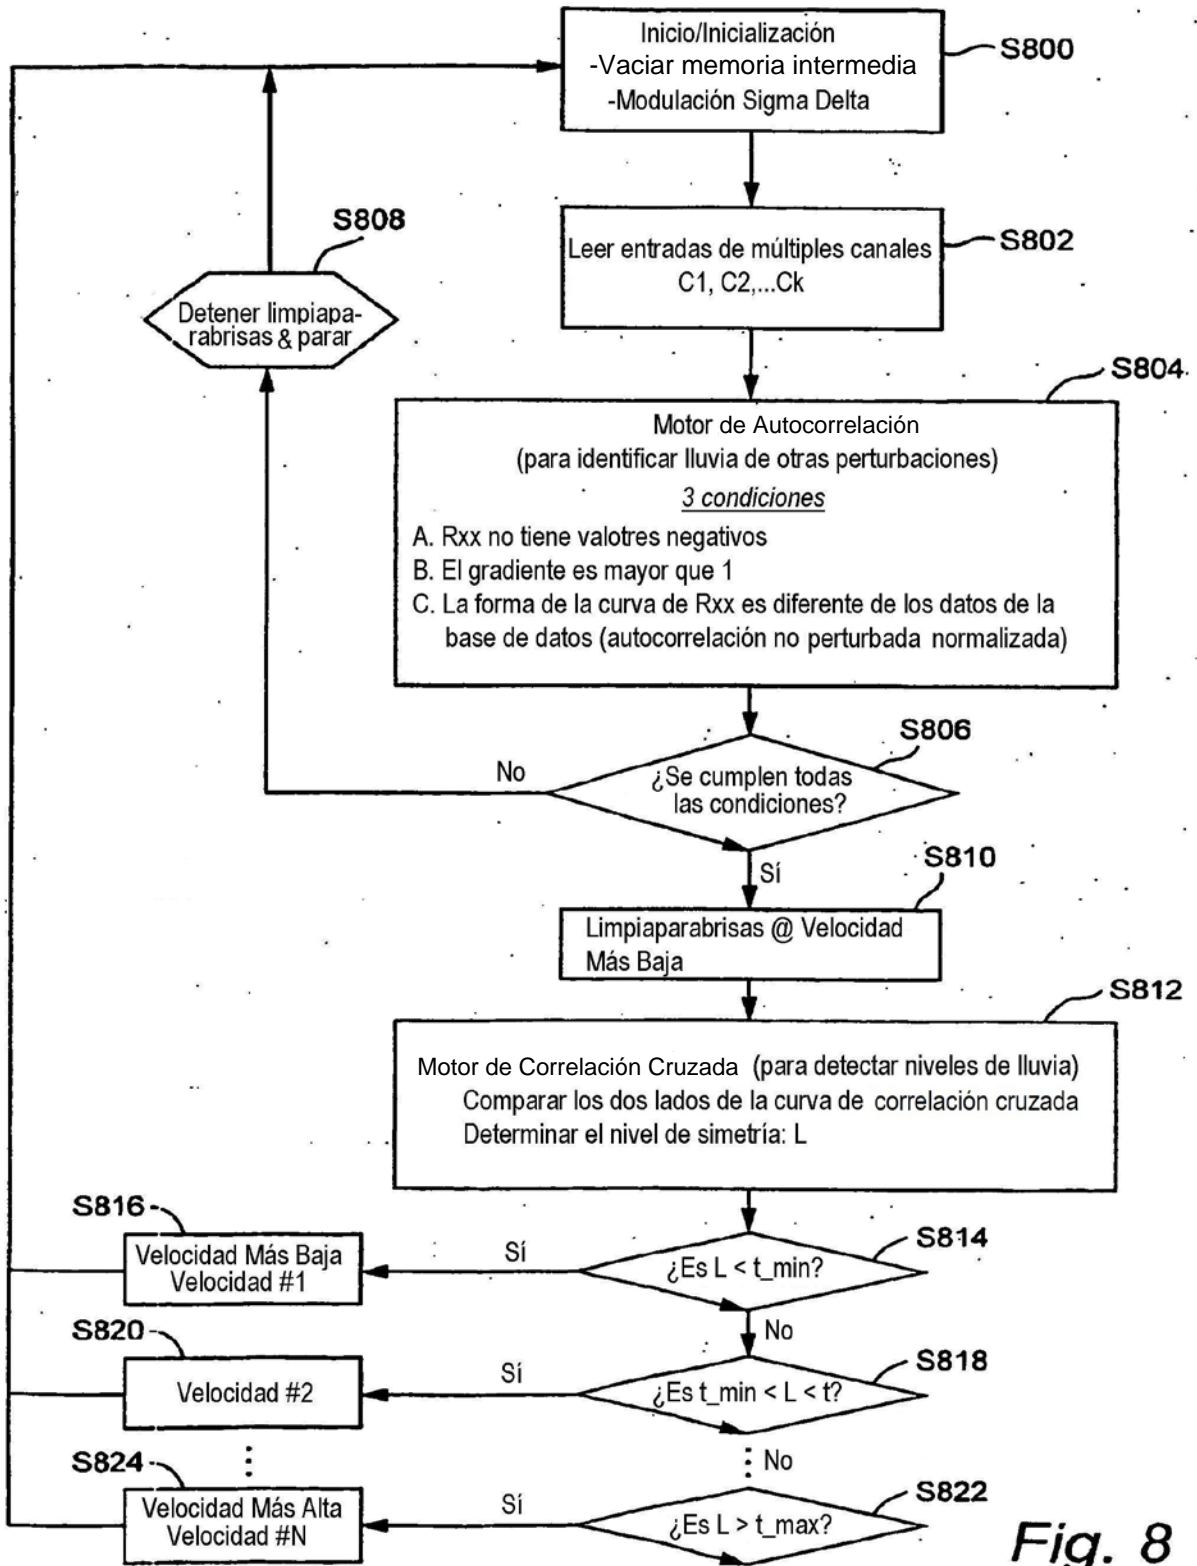 Inicio/Inicialización
-Vaciar memoria intermedia
-Modulación Sigma Delta
S800
Leer entradas de múltiples canales
C1, C2,...Ck
S802
S808
Detener limpiapa-
rabrisas & parar
S804
Motor de Autocorrelación
(para identificar lluvia de otras perturbaciones)
3 condiciones
A. Rxx no tiene valotres negativos
B. El gradiente es mayor que 1
C. La forma de la curva de Rxx es diferente de los datos de la
base de datos (autocorrelación no perturbada normalizada)
S806
No
¿Se cumplen todas
las condiciones?
Sí
S810
Limpiaparabrisas @ Velocidad
Más Baja
S812
Motor de Correlación Cruzada (para detectar niveles de lluvia)
Comparar los dos lados de la curva de correlación cruzada
Determinar el nivel de simetría: L
S816
Velocidad Más Baja
Velocidad #1
Sí
¿Es L < t_min?
S814
No
S820
Velocidad #2
Sí
¿Es t_min < L < t?
S818
No
S824
Velocidad Más Alta
Velocidad #N
Sí
¿Es L > t_max?
S822
Fig. 8